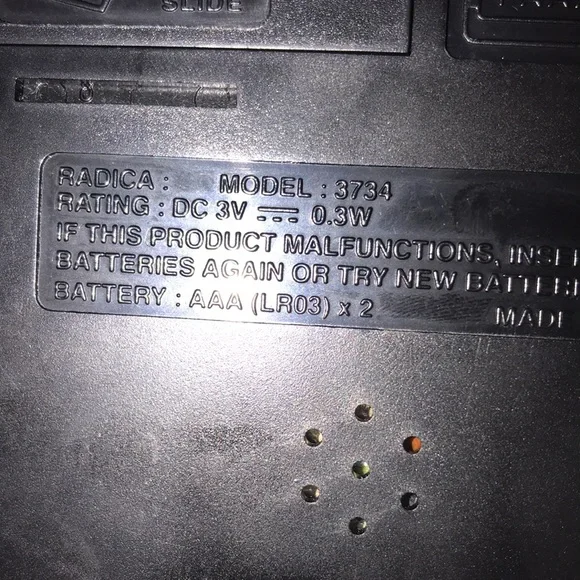 SLIDE
RADICA : MODEL : 3734
RATING : DC 3V 0.3W
IF THIS PRODUCT MALFUNCTIONS,
BATTERIES AGAIN OR TRY NEW
BATTERY : AAA (LR03) x 2